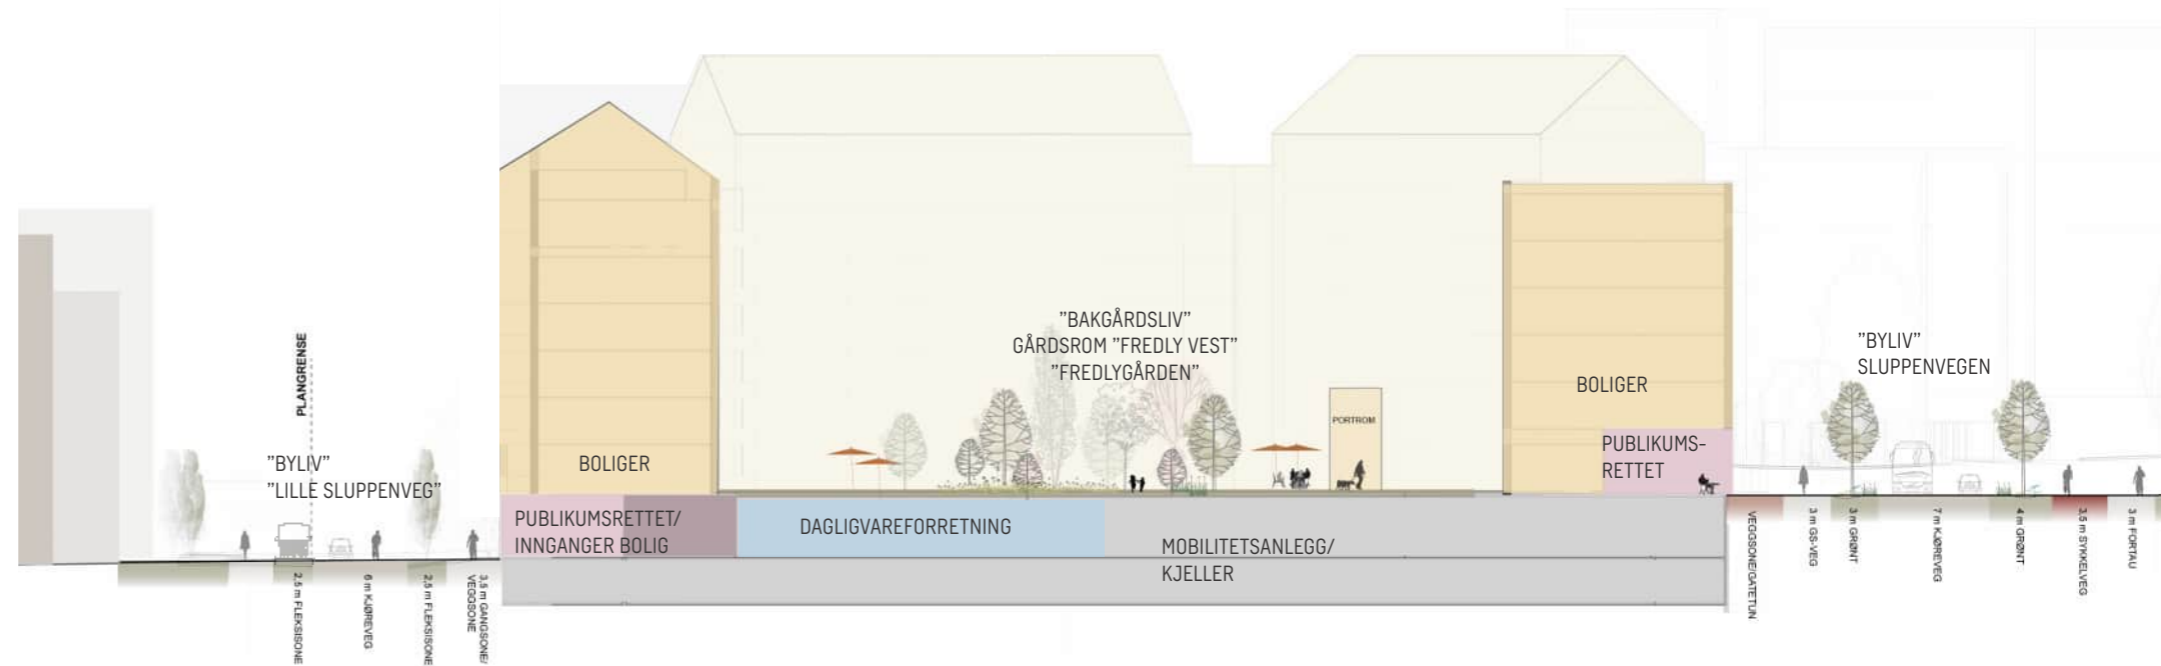 PLANGRENSE
”BYLIV”
”LILLE SLUPPENVEG”
2,5 m FLEKSISONE
6 m KJØREVEG
2,5 m FLEKSISONE
3,5 m GANGSONE/
VEGGSONE
BOLIGER
PUBLIKUMSRETTET/
INNGANGER BOLIG
DAGLIGVAREFORRETNING
”BAKGÅRDSLIV”
GÅRDSROM ”FREDLY VEST”
”FREDLYGÅRDEN”
PORTROM
MOBILITETSANLEGG/
KJELLER
BOLIGER
PUBLIKUMS-
RETTET
”BYLIV”
SLUPPENVEGEN
VEGGSONE/GATETUN
3 m GS-VEG
3 m GRØNT
7 m KJØREVEG
4 m GRØNT
3,5 m SYKKELVEG
3 m FORTAU